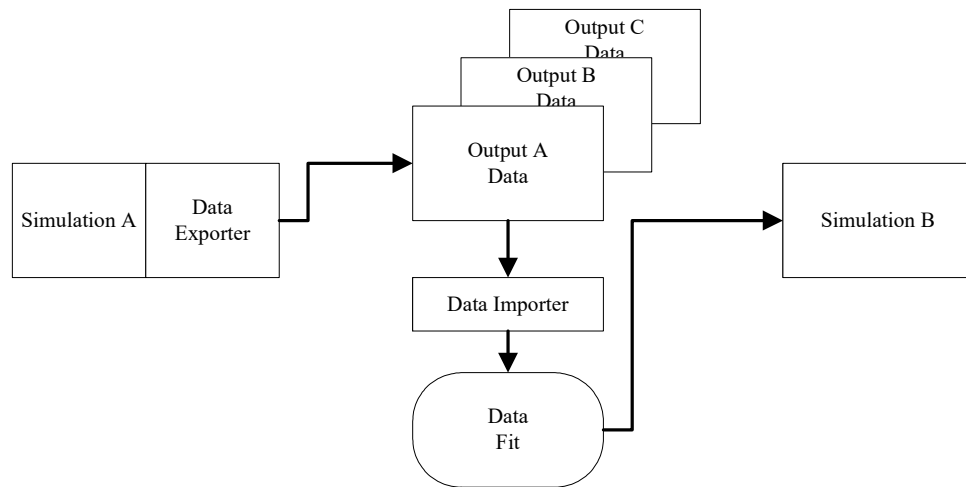 Output C
Data
Output B
Data
Output A
Data
Simulation A
Data
Exporter
Simulation B
Data Importer
Data
Fit